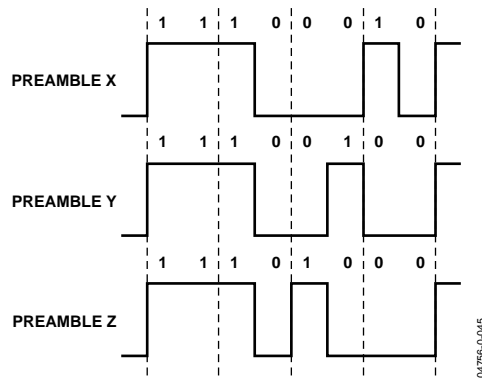 1 1 1 0 0 0 1 0
PREAMBLE X
1 1 1 0 0 1 0 0
PREAMBLE Y
1 1 1 0 1 0 0 0
PREAMBLE Z
04756-0-045